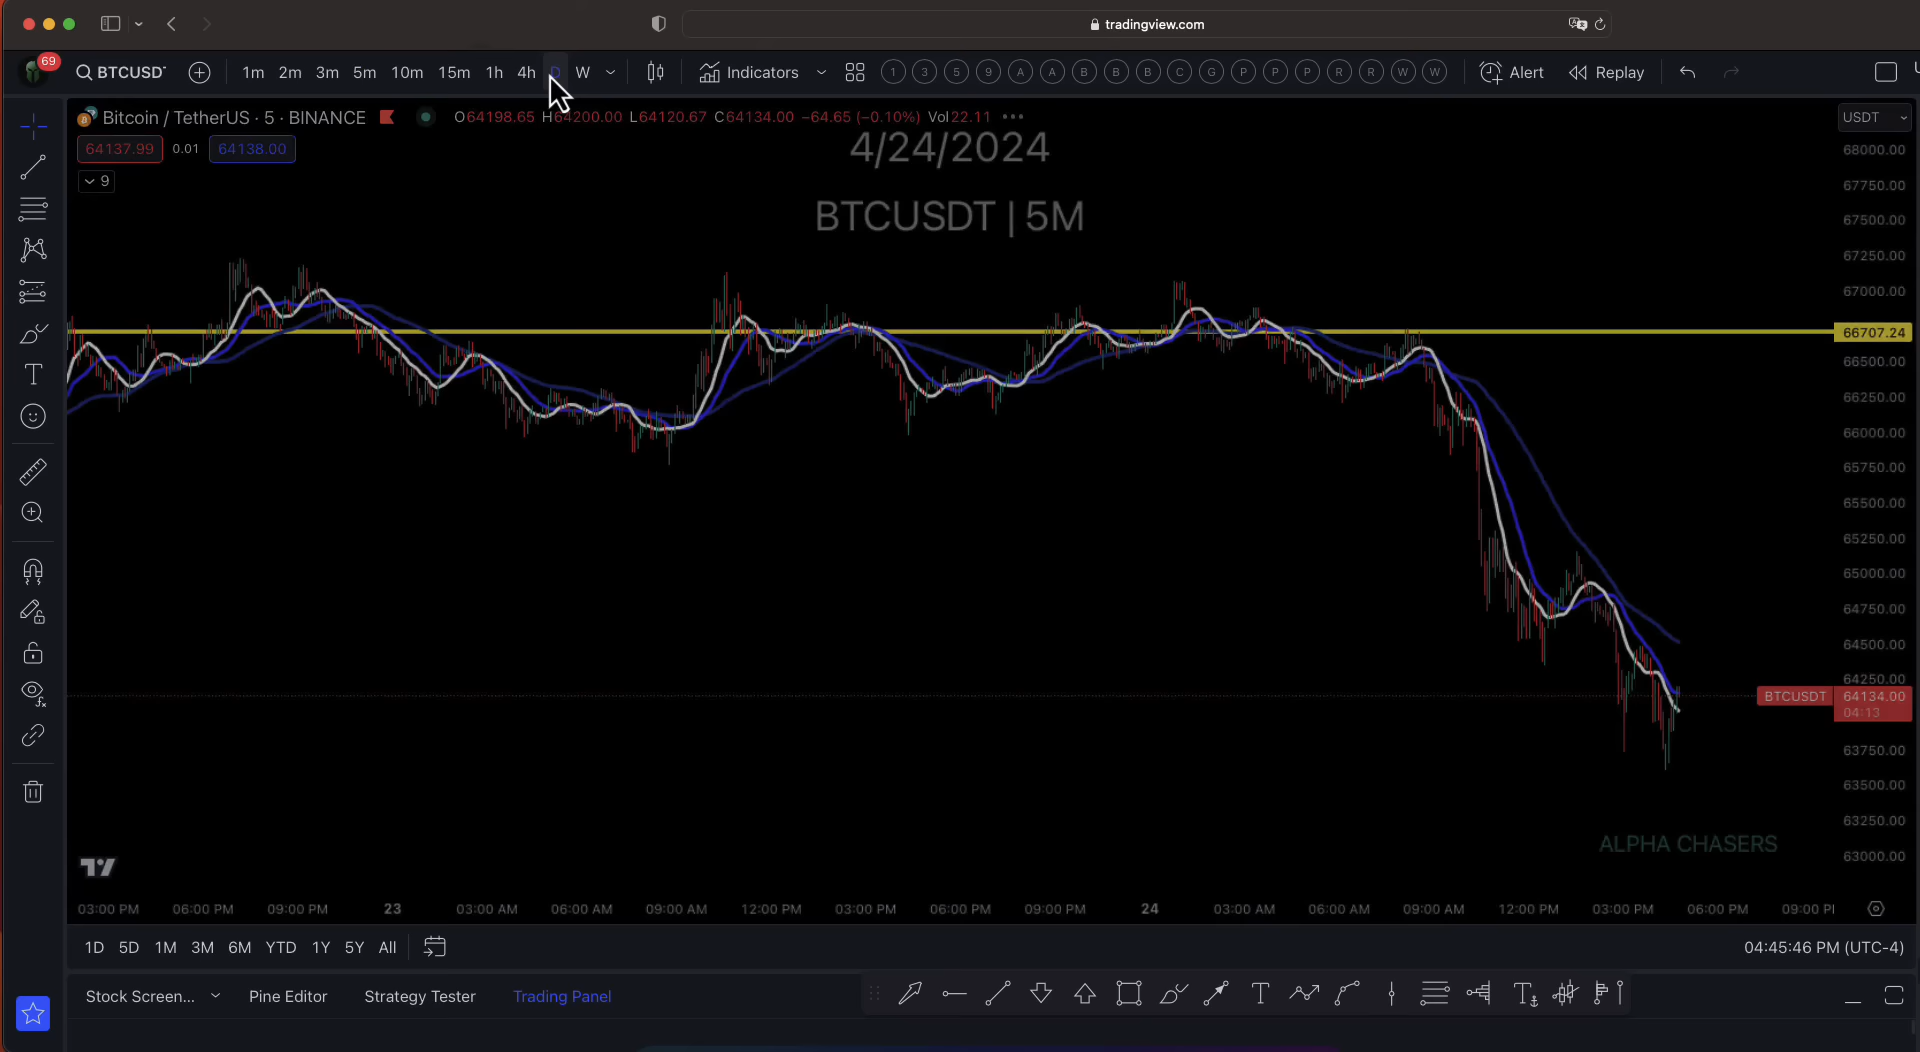 tradingview.com
69
BTCUSD
1m 2m 3m 5m 10m 15m 1h 4h D W
Indicators
1 3 5 9 A A B B B C G P P P R R W W
Alert
Replay
Bitcoin / TetherUS · 5 · BINANCE
O64198.65 H64200.00 L64120.67 C64134.00 −64.65 (−0.10%) Vol22.11
USDT
64137.99 0.01 64138.00
9
4/24/2024
BTCUSDT | 5M
68000.00
67750.00
67500.00
67250.00
67000.00
66707.24
66500.00
66250.00
66000.00
65750.00
65500.00
65250.00
65000.00
64750.00
64500.00
64250.00
BTCUSDT 64134.00
04:13
63750.00
63500.00
63250.00
63000.00
ALPHA CHASERS
03:00 PM 06:00 PM 09:00 PM 23 03:00 AM 06:00 AM 09:00 AM 12:00 PM 03:00 PM 06:00 PM 09:00 PM 24 03:00 AM 06:00 AM 09:00 AM 12:00 PM 03:00 PM 06:00 PM 09:00 P
1D 5D 1M 3M 6M YTD 1Y 5Y All
04:45:46 PM (UTC-4)
Stock Screen... Pine Editor Strategy Tester Trading Panel